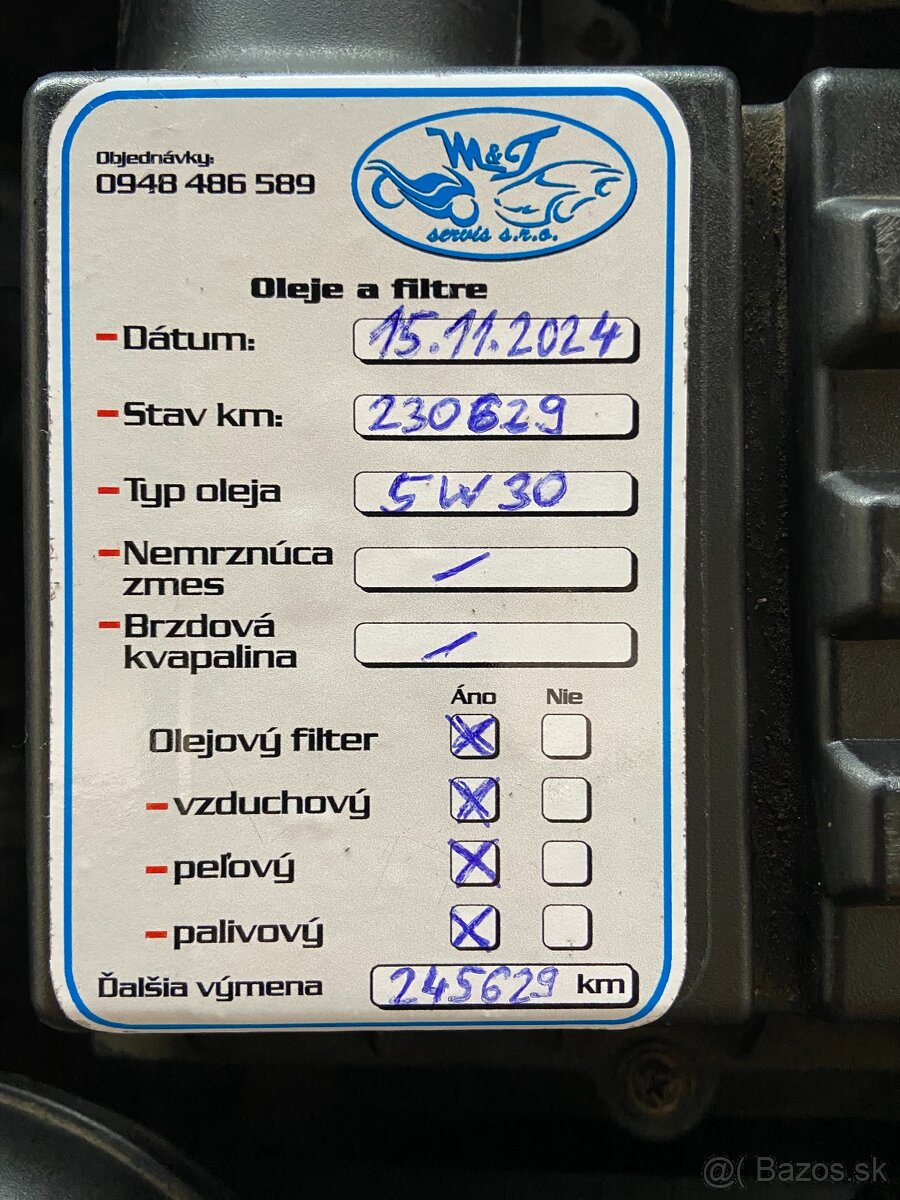 Objednávky:
0948 486 589
M&T
servis s.r.o.
Oleje a filtre
Dátum: 15.11.2024
Stav km: 230629
Typ oleja 5W30
Nemrznúca
zmes /
Brzdová
kvapalina /
Áno Nie
Olejový filter X
vzduchový X
peľový X
palivový X
Ďalšia výmena 245629 km
@( Bazos.sk